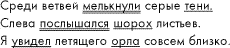 Среди ветвей мелькнули серые тени.
Слева послышался шорох листьев.
Я увидел летящего орла совсем близко.